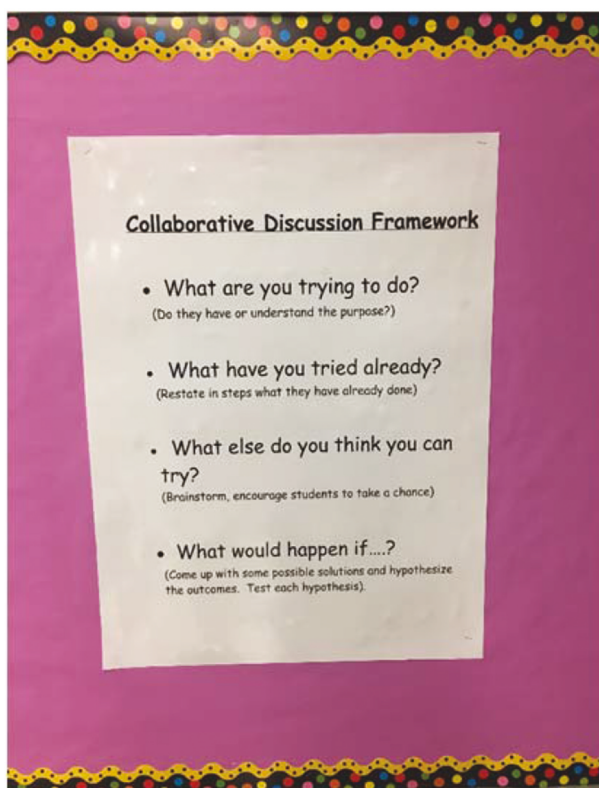 Collaborative Discussion Framework
• What are you trying to do?
(Do they have or understand the purpose?)
• What have you tried already?
(Restate in steps what they have already done)
• What else do you think you can
try?
(Brainstorm, encourage students to take a chance)
• What would happen if....?
(Come up with some possible solutions and hypothesize
the outcomes. Test each hypothesis).